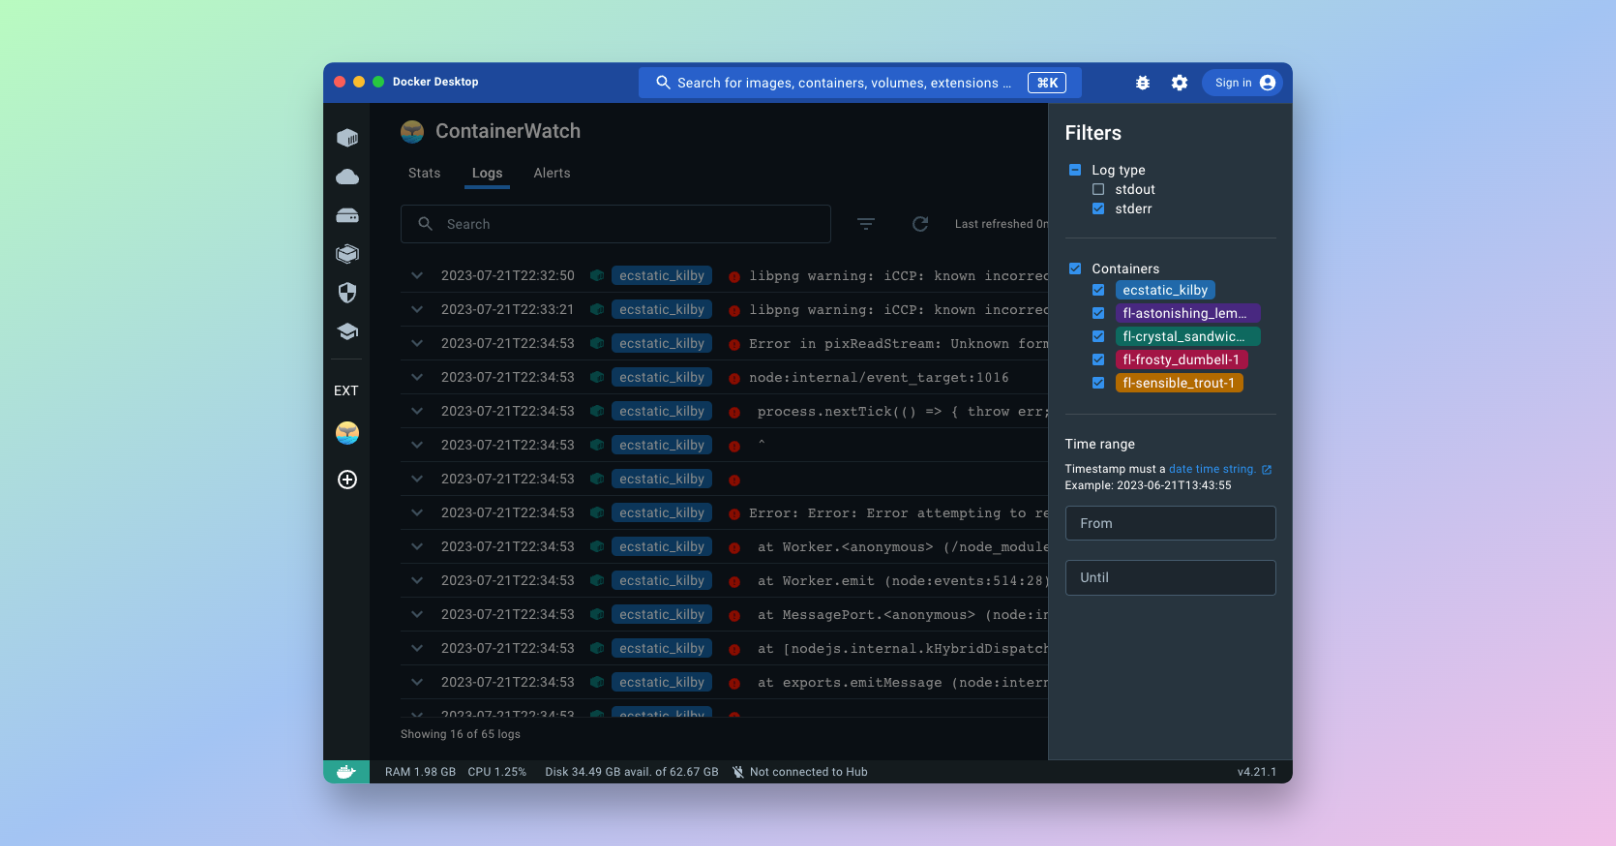 Docker Desktop
Search for images, containers, volumes, extensions ...
⌘K
Sign in
ContainerWatch
Stats Logs Alerts
Search
Last refreshed 0
2023-07-21T22:32:50 ecstatic_kilby libpng warning: iCCP: known incorrec
2023-07-21T22:33:21 ecstatic_kilby libpng warning: iCCP: known incorrec
2023-07-21T22:34:53 ecstatic_kilby Error in pixReadStream: Unknown for
2023-07-21T22:34:53 ecstatic_kilby node:internal/event_target:1016
2023-07-21T22:34:53 ecstatic_kilby process.nextTick(() => { throw err;
2023-07-21T22:34:53 ecstatic_kilby ^
2023-07-21T22:34:53 ecstatic_kilby
2023-07-21T22:34:53 ecstatic_kilby Error: Error: Error attempting to re
2023-07-21T22:34:53 ecstatic_kilby at Worker.<anonymous> (/node_module
2023-07-21T22:34:53 ecstatic_kilby at Worker.emit (node:events:514:28)
2023-07-21T22:34:53 ecstatic_kilby at MessagePort.<anonymous> (node:in
2023-07-21T22:34:53 ecstatic_kilby at [nodejs.internal.kHybridDispatch
2023-07-21T22:34:53 ecstatic_kilby at exports.emitMessage (node:intern
2023-07-21T22:34:53 ecstatic_kilby
Showing 16 of 65 logs
EXT
Filters
Log type
stdout
stderr
Containers
ecstatic_kilby
fl-astonishing_lem...
fl-crystal_sandwic...
fl-frosty_dumbell-1
fl-sensible_trout-1
Time range
Timestamp must a date time string.
Example: 2023-06-21T13:43:55
From
Until
RAM 1.98 GB CPU 1.25% Disk 34.49 GB avail. of 62.67 GB Not connected to Hub
v4.21.1